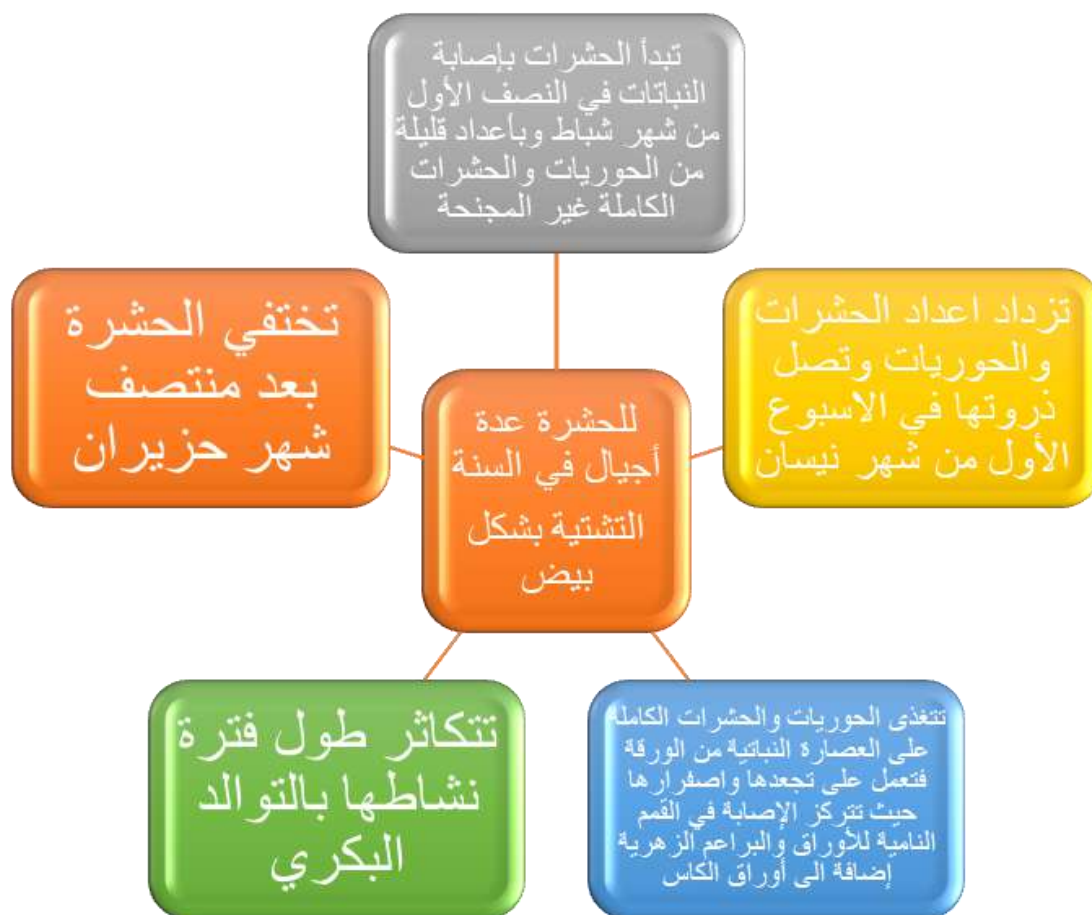 تبدأ الحشرات بإصابة
النباتات في النصف الأول
من شهر شباط وبأعداد قليلة
من الحوريات والحشرات
الكاملة غير المجنحة
تزداد اعداد الحشرات
والحوريات وتصل
ذروتها في الاسبوع
الأول من شهر نيسان
تختفي الحشرة
بعد منتصف
شهر حزيران
للحشرة عدة
أجيال في السنة
التشتية بشكل
بيض
تتغذى الحوريات والحشرات الكاملة
على العصارة النباتية من الورقة
فتعمل على تجعدها واصفرارها
حيث تتركز الإصابة في القمم
النامية للأوراق والبراعم الزهرية
إضافة الى أوراق الكاس
تتكاثر طول فترة
نشاطها بالتوالد
البكري